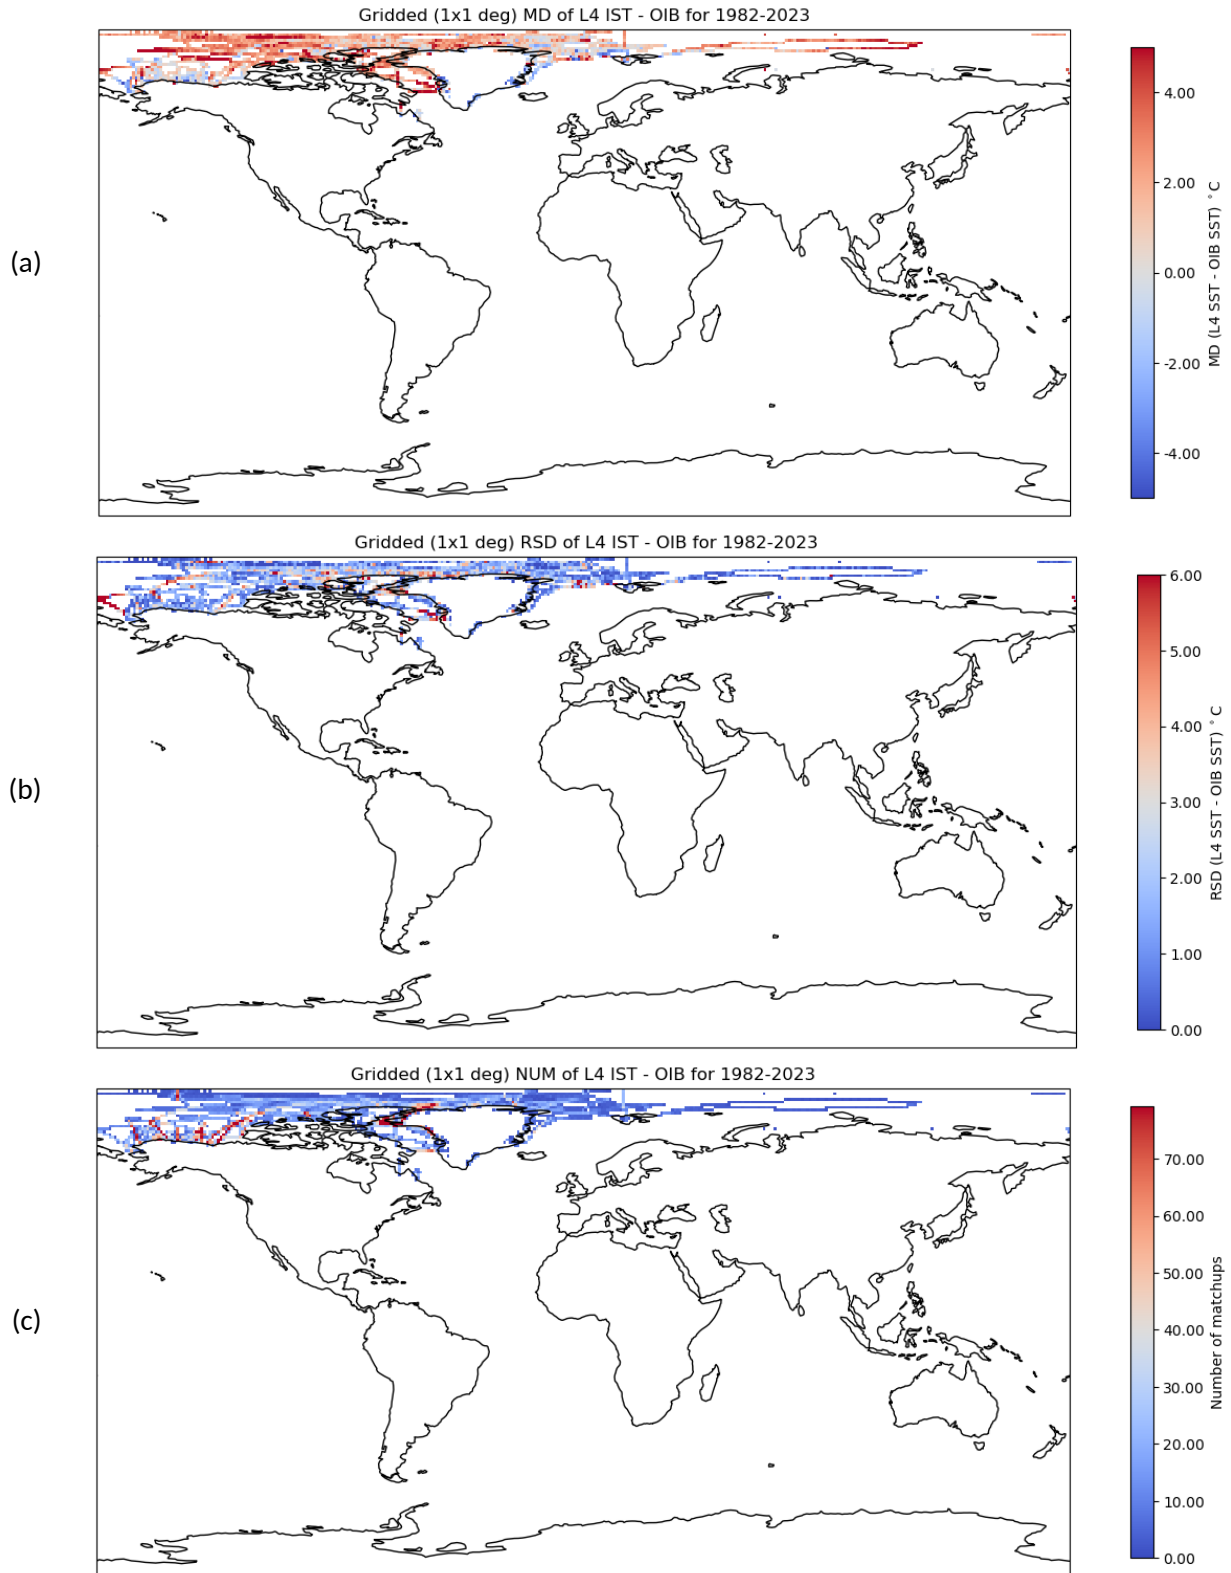 Gridded (1x1 deg) MD of L4 IST - OIB for 1982-2023
(a)
4.00
2.00
0.00
-2.00
-4.00
MD (L4 SST - OIB SST) °C
Gridded (1x1 deg) RSD of L4 IST - OIB for 1982-2023
(b)
6.00
5.00
4.00
3.00
2.00
1.00
0.00
RSD (L4 SST - OIB SST) °C
Gridded (1x1 deg) NUM of L4 IST - OIB for 1982-2023
(c)
70.00
60.00
50.00
40.00
30.00
20.00
10.00
0.00
Number of matchups